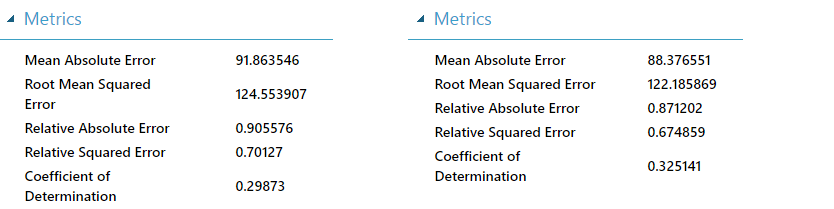 Metrics
Mean Absolute Error 91.863546
Root Mean Squared
Error 124.553907
Relative Absolute Error 0.905576
Relative Squared Error 0.70127
Coefficient of
Determination 0.29873
Metrics
Mean Absolute Error 88.376551
Root Mean Squared Error 122.185869
Relative Absolute Error 0.871202
Relative Squared Error 0.674859
Coefficient of
Determination 0.325141